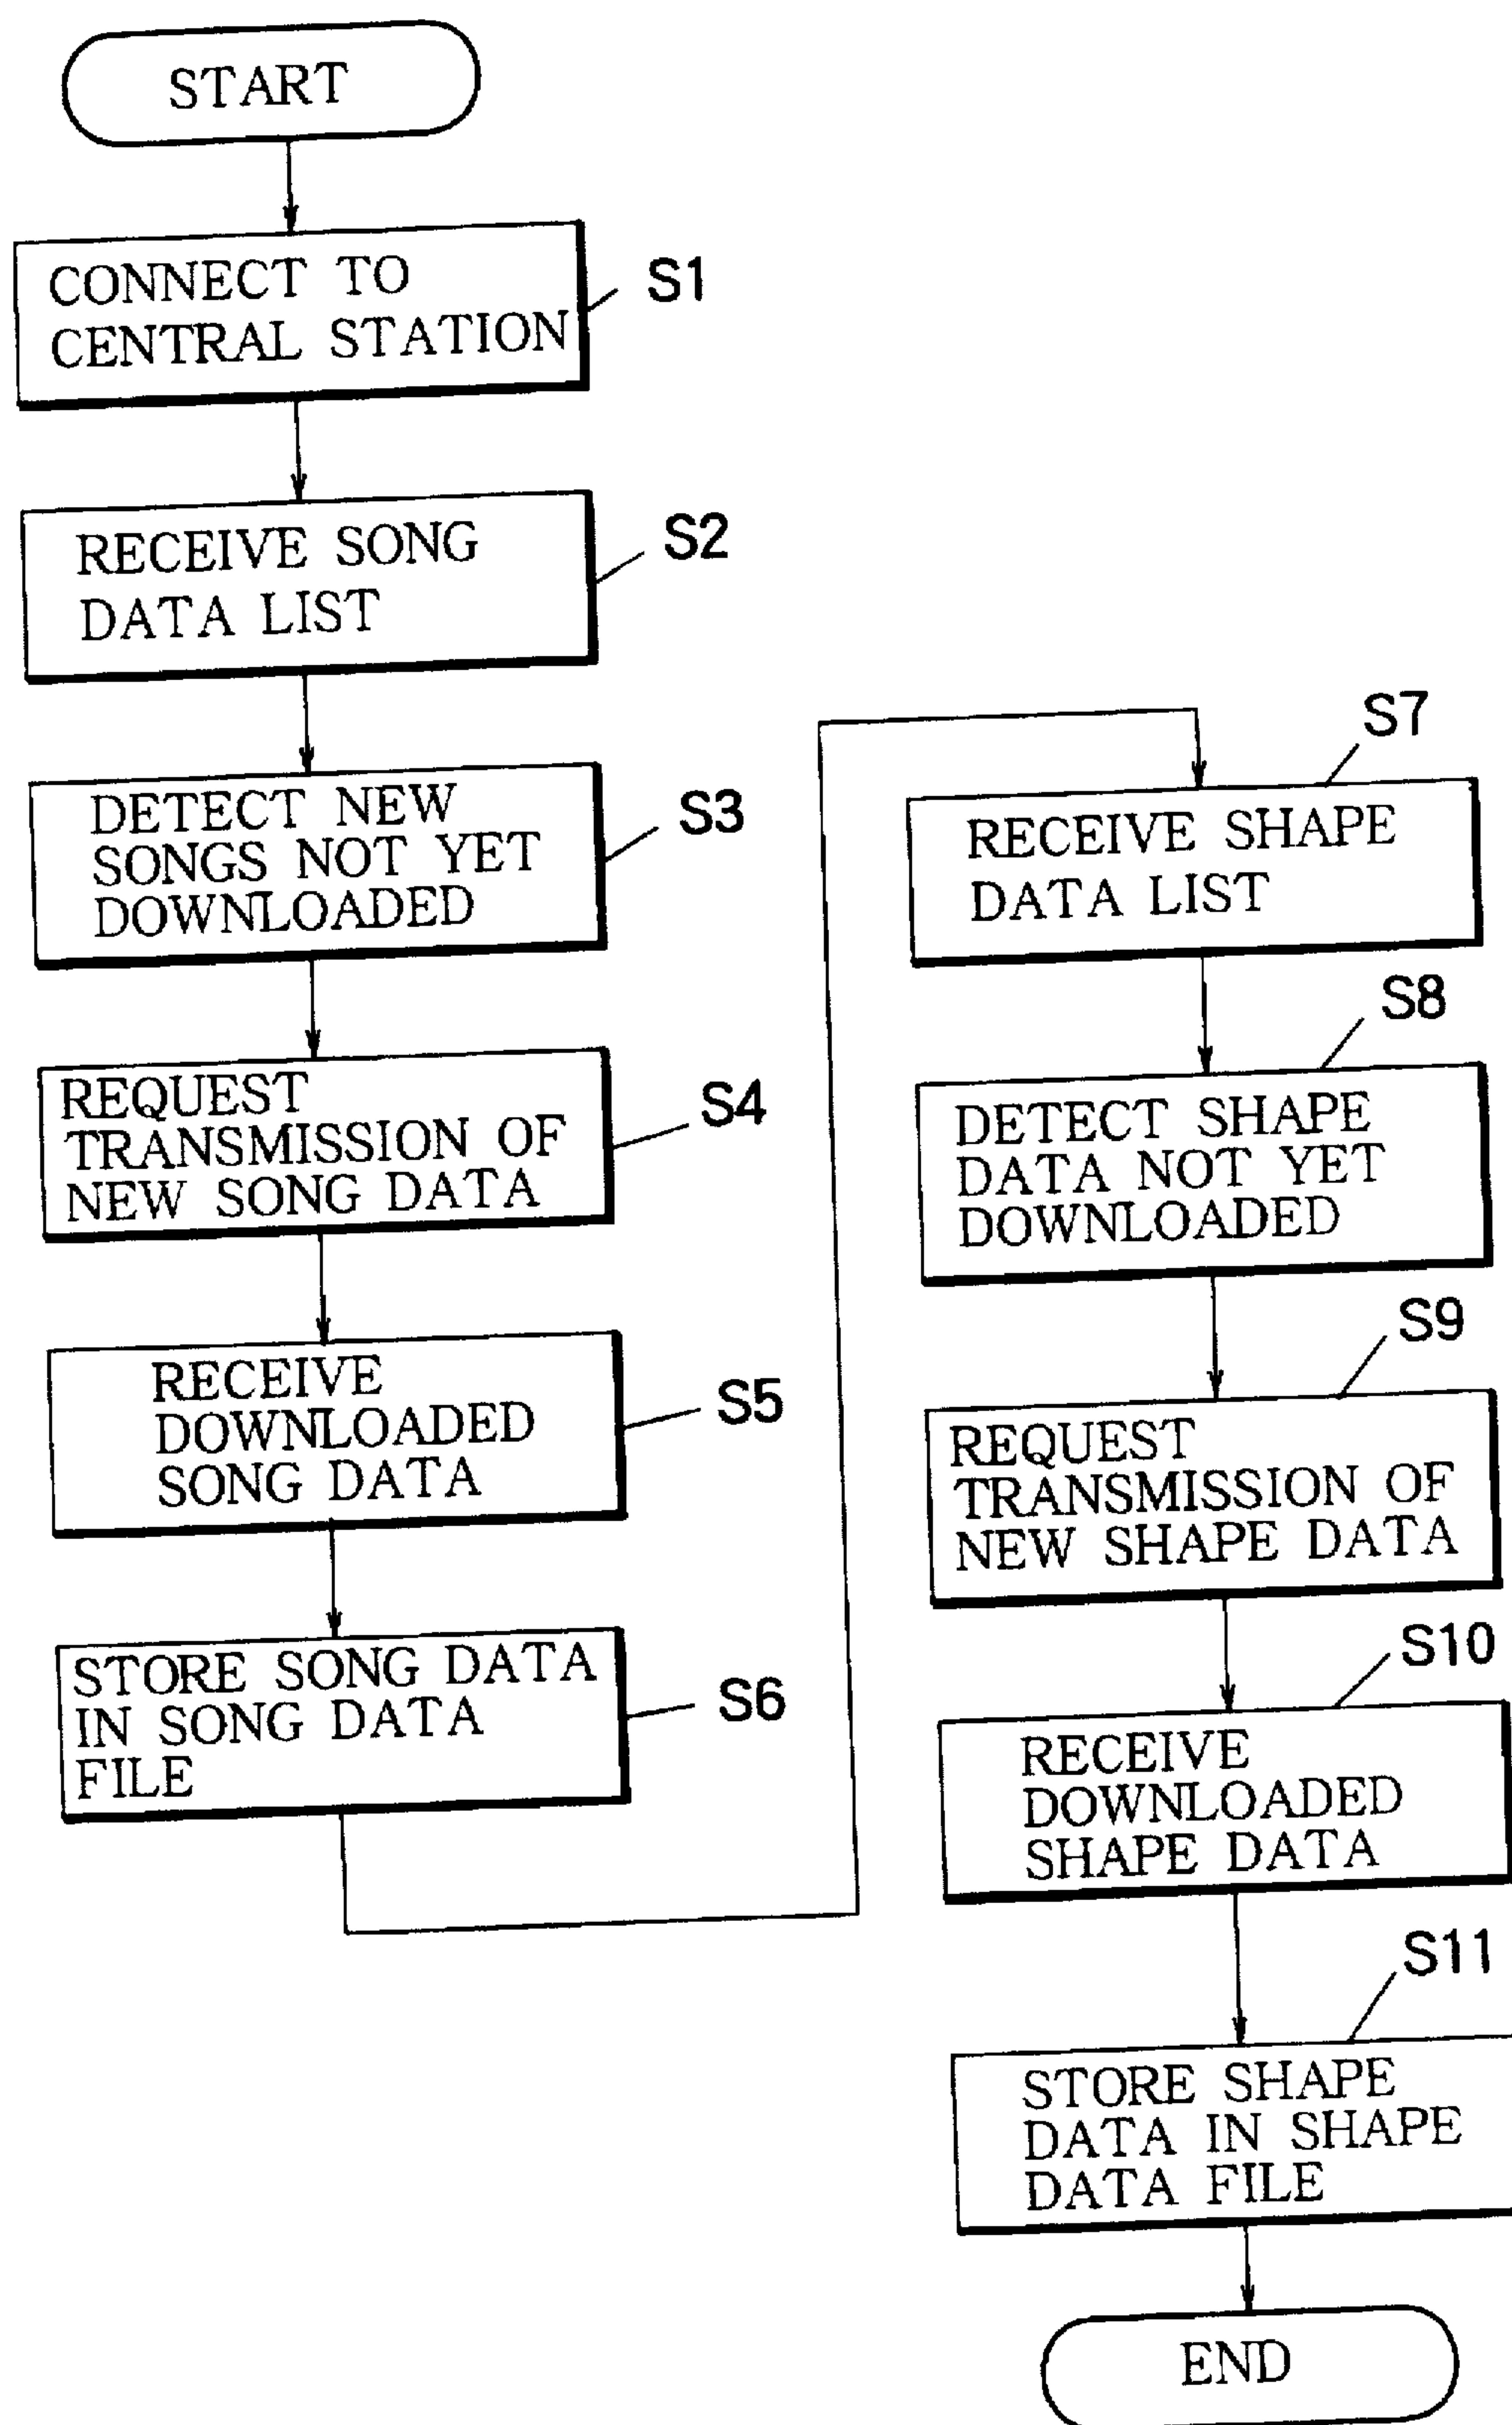 START
CONNECT TO
CENTRAL STATION
S1
RECEIVE SONG
DATA LIST
S2
DETECT NEW
SONGS NOT YET
DOWNLOADED
S3
REQUEST
TRANSMISSION OF
NEW SONG DATA
S4
RECEIVE
DOWNLOADED
SONG DATA
S5
STORE SONG DATA
IN SONG DATA
FILE
S6
S7
RECEIVE SHAPE
DATA LIST
S8
DETECT SHAPE
DATA NOT YET
DOWNLOADED
S9
REQUEST
TRANSMISSION OF
NEW SHAPE DATA
S10
RECEIVE
DOWNLOADED
SHAPE DATA
S11
STORE SHAPE
DATA IN SHAPE
DATA FILE
END